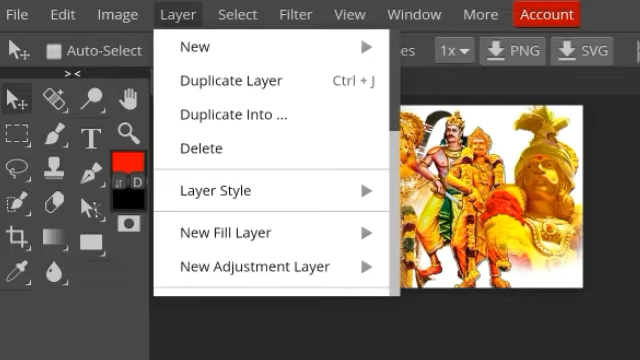 File Edit Image Layer Select Filter View Window More Account
Auto-Select es 1x PNG SVG
> <
New
Duplicate Layer Ctrl + J
Duplicate Into ...
Delete
Layer Style
New Fill Layer
New Adjustment Layer
T
D